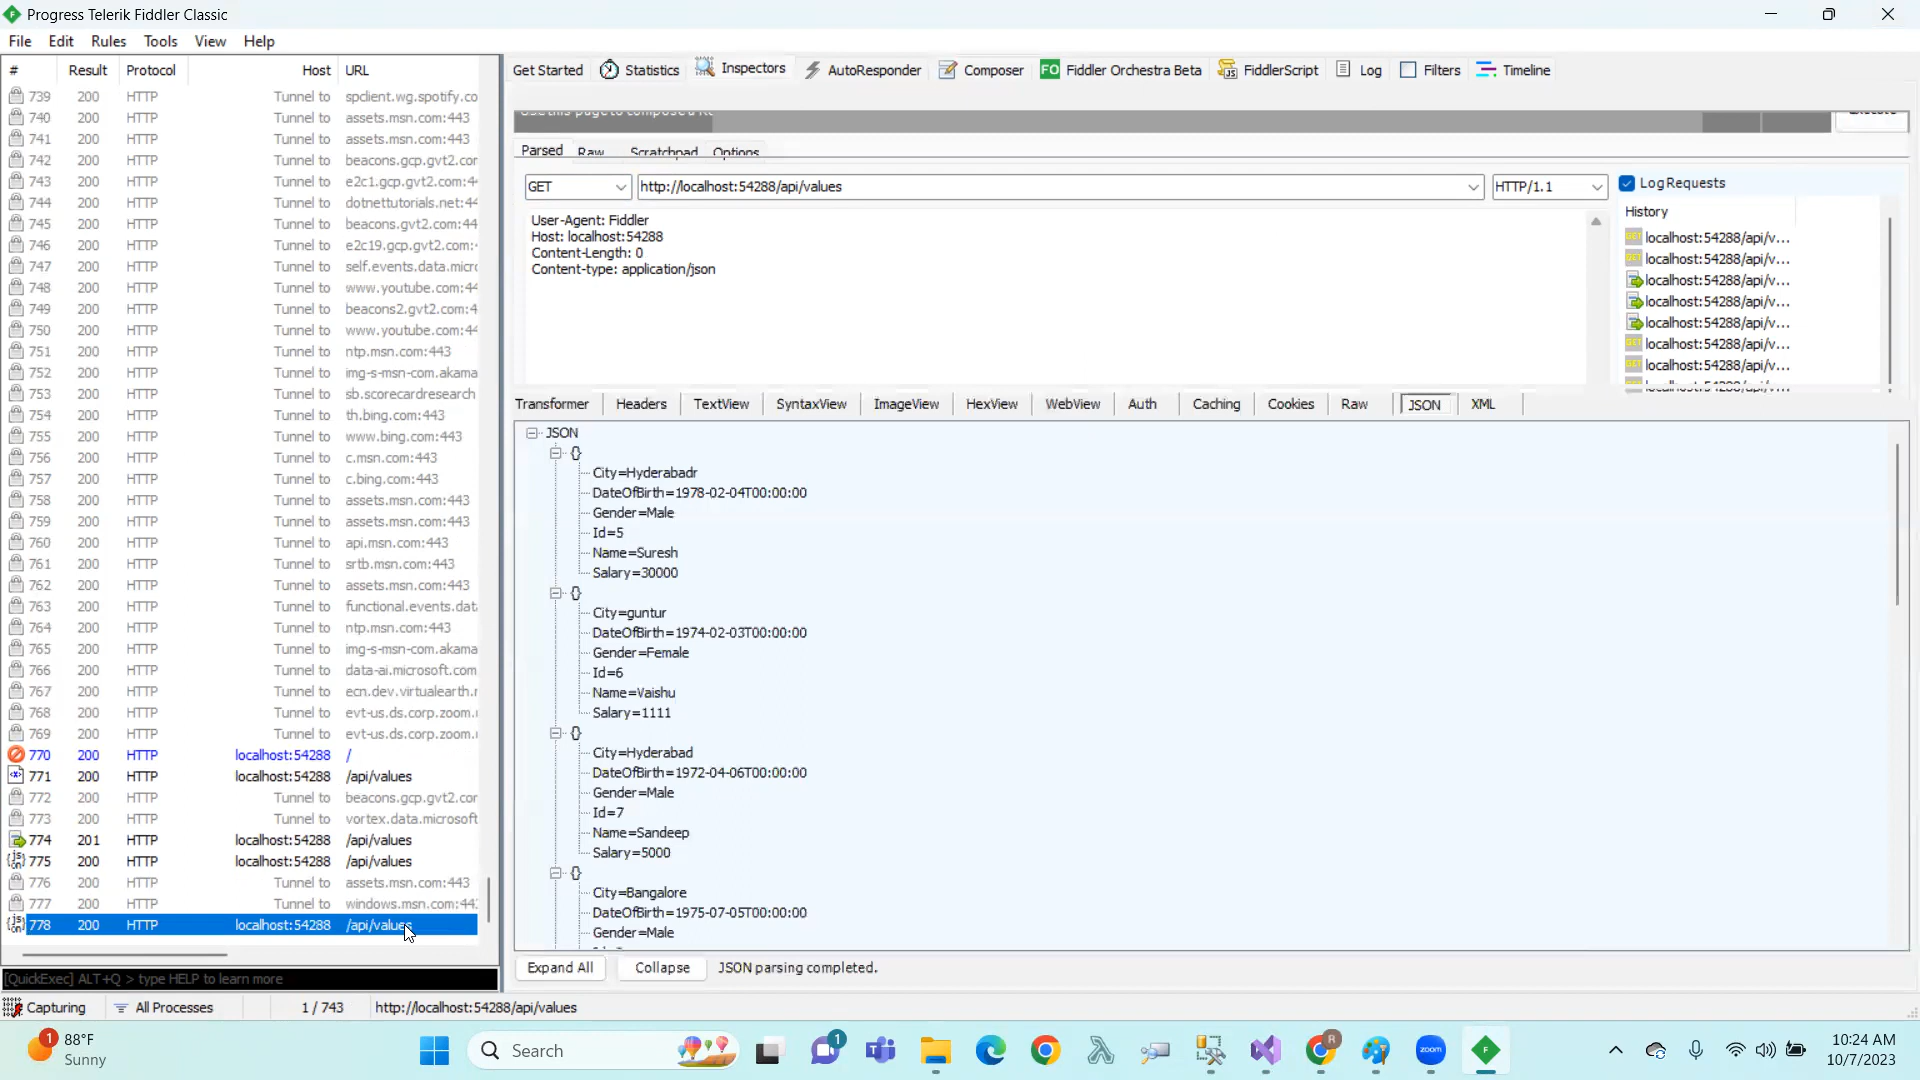 Progress Telerik Fiddler Classic
File Edit Rules Tools View Help
# Result Protocol Host URL
739 200 HTTP Tunnel to spclient.wg.spotify.co
740 200 HTTP Tunnel to assets.msn.com:443
741 200 HTTP Tunnel to assets.msn.com:443
742 200 HTTP Tunnel to beacons.gcp.gvt2.cor
743 200 HTTP Tunnel to e2c1.gcp.gvt2.com:4
744 200 HTTP Tunnel to dotnettutorials.net:44
745 200 HTTP Tunnel to beacons.gvt2.com:44
746 200 HTTP Tunnel to e2c19.gcp.gvt2.com:
747 200 HTTP Tunnel to self.events.data.micro
748 200 HTTP Tunnel to www.youtube.com:44
749 200 HTTP Tunnel to beacons2.gvt2.com:4
750 200 HTTP Tunnel to www.youtube.com:44
751 200 HTTP Tunnel to ntp.msn.com:443
752 200 HTTP Tunnel to img-s-msn-com.akama
753 200 HTTP Tunnel to sb.scorecardresearch
754 200 HTTP Tunnel to th.bing.com:443
755 200 HTTP Tunnel to www.bing.com:443
756 200 HTTP Tunnel to c.msn.com:443
757 200 HTTP Tunnel to c.bing.com:443
758 200 HTTP Tunnel to assets.msn.com:443
759 200 HTTP Tunnel to assets.msn.com:443
760 200 HTTP Tunnel to api.msn.com:443
761 200 HTTP Tunnel to srtb.msn.com:443
762 200 HTTP Tunnel to assets.msn.com:443
763 200 HTTP Tunnel to functional.events.dat
764 200 HTTP Tunnel to ntp.msn.com:443
765 200 HTTP Tunnel to img-s-msn-com.akama
766 200 HTTP Tunnel to data-ai.microsoft.com
767 200 HTTP Tunnel to ecn.dev.virtualearth.r
768 200 HTTP Tunnel to evt-us.ds.corp.zoom.
769 200 HTTP Tunnel to evt-us.ds.corp.zoom.
770 200 HTTP localhost:54288 /
771 200 HTTP localhost:54288 /api/values
772 200 HTTP Tunnel to beacons.gcp.gvt2.cor
773 200 HTTP Tunnel to vortex.data.microsoft
774 201 HTTP localhost:54288 /api/values
775 200 HTTP localhost:54288 /api/values
776 200 HTTP Tunnel to assets.msn.com:443
777 200 HTTP Tunnel to windows.msn.com:44
778 200 HTTP localhost:54288 /api/values
[QuickExec] ALT+Q > type HELP to learn more
Capturing All Processes 1 / 743 http://localhost:54288/api/values
Get Started Statistics Inspectors AutoResponder Composer FO Fiddler Orchestra Beta FiddlerScript Log Filters Timeline
Use this page to compose a
Execute
Parsed Raw Scratchpad Options
GET http://localhost:54288/api/values HTTP/1.1
User-Agent: Fiddler
Host: localhost:54288
Content-Length: 0
Content-type: application/json
Log Requests
History
localhost:54288/api/v...
localhost:54288/api/v...
localhost:54288/api/v...
localhost:54288/api/v...
localhost:54288/api/v...
localhost:54288/api/v...
localhost:54288/api/v...
localhost:54288/api/v...
Transformer Headers TextView SyntaxView ImageView HexView WebView Auth Caching Cookies Raw JSON XML
JSON
{}
City=Hyderabadr
DateOfBirth=1978-02-04T00:00:00
Gender=Male
Id=5
Name=Suresh
Salary=30000
{}
City=guntur
DateOfBirth=1974-02-03T00:00:00
Gender=Female
Id=6
Name=Vaishu
Salary=1111
{}
City=Hyderabad
DateOfBirth=1972-04-06T00:00:00
Gender=Male
Id=7
Name=Sandeep
Salary=5000
{}
City=Bangalore
DateOfBirth=1975-07-05T00:00:00
Gender=Male
Expand All Collapse JSON parsing completed.
1 88°F
Sunny
Search
1
R
zoom
10:24 AM
10/7/2023